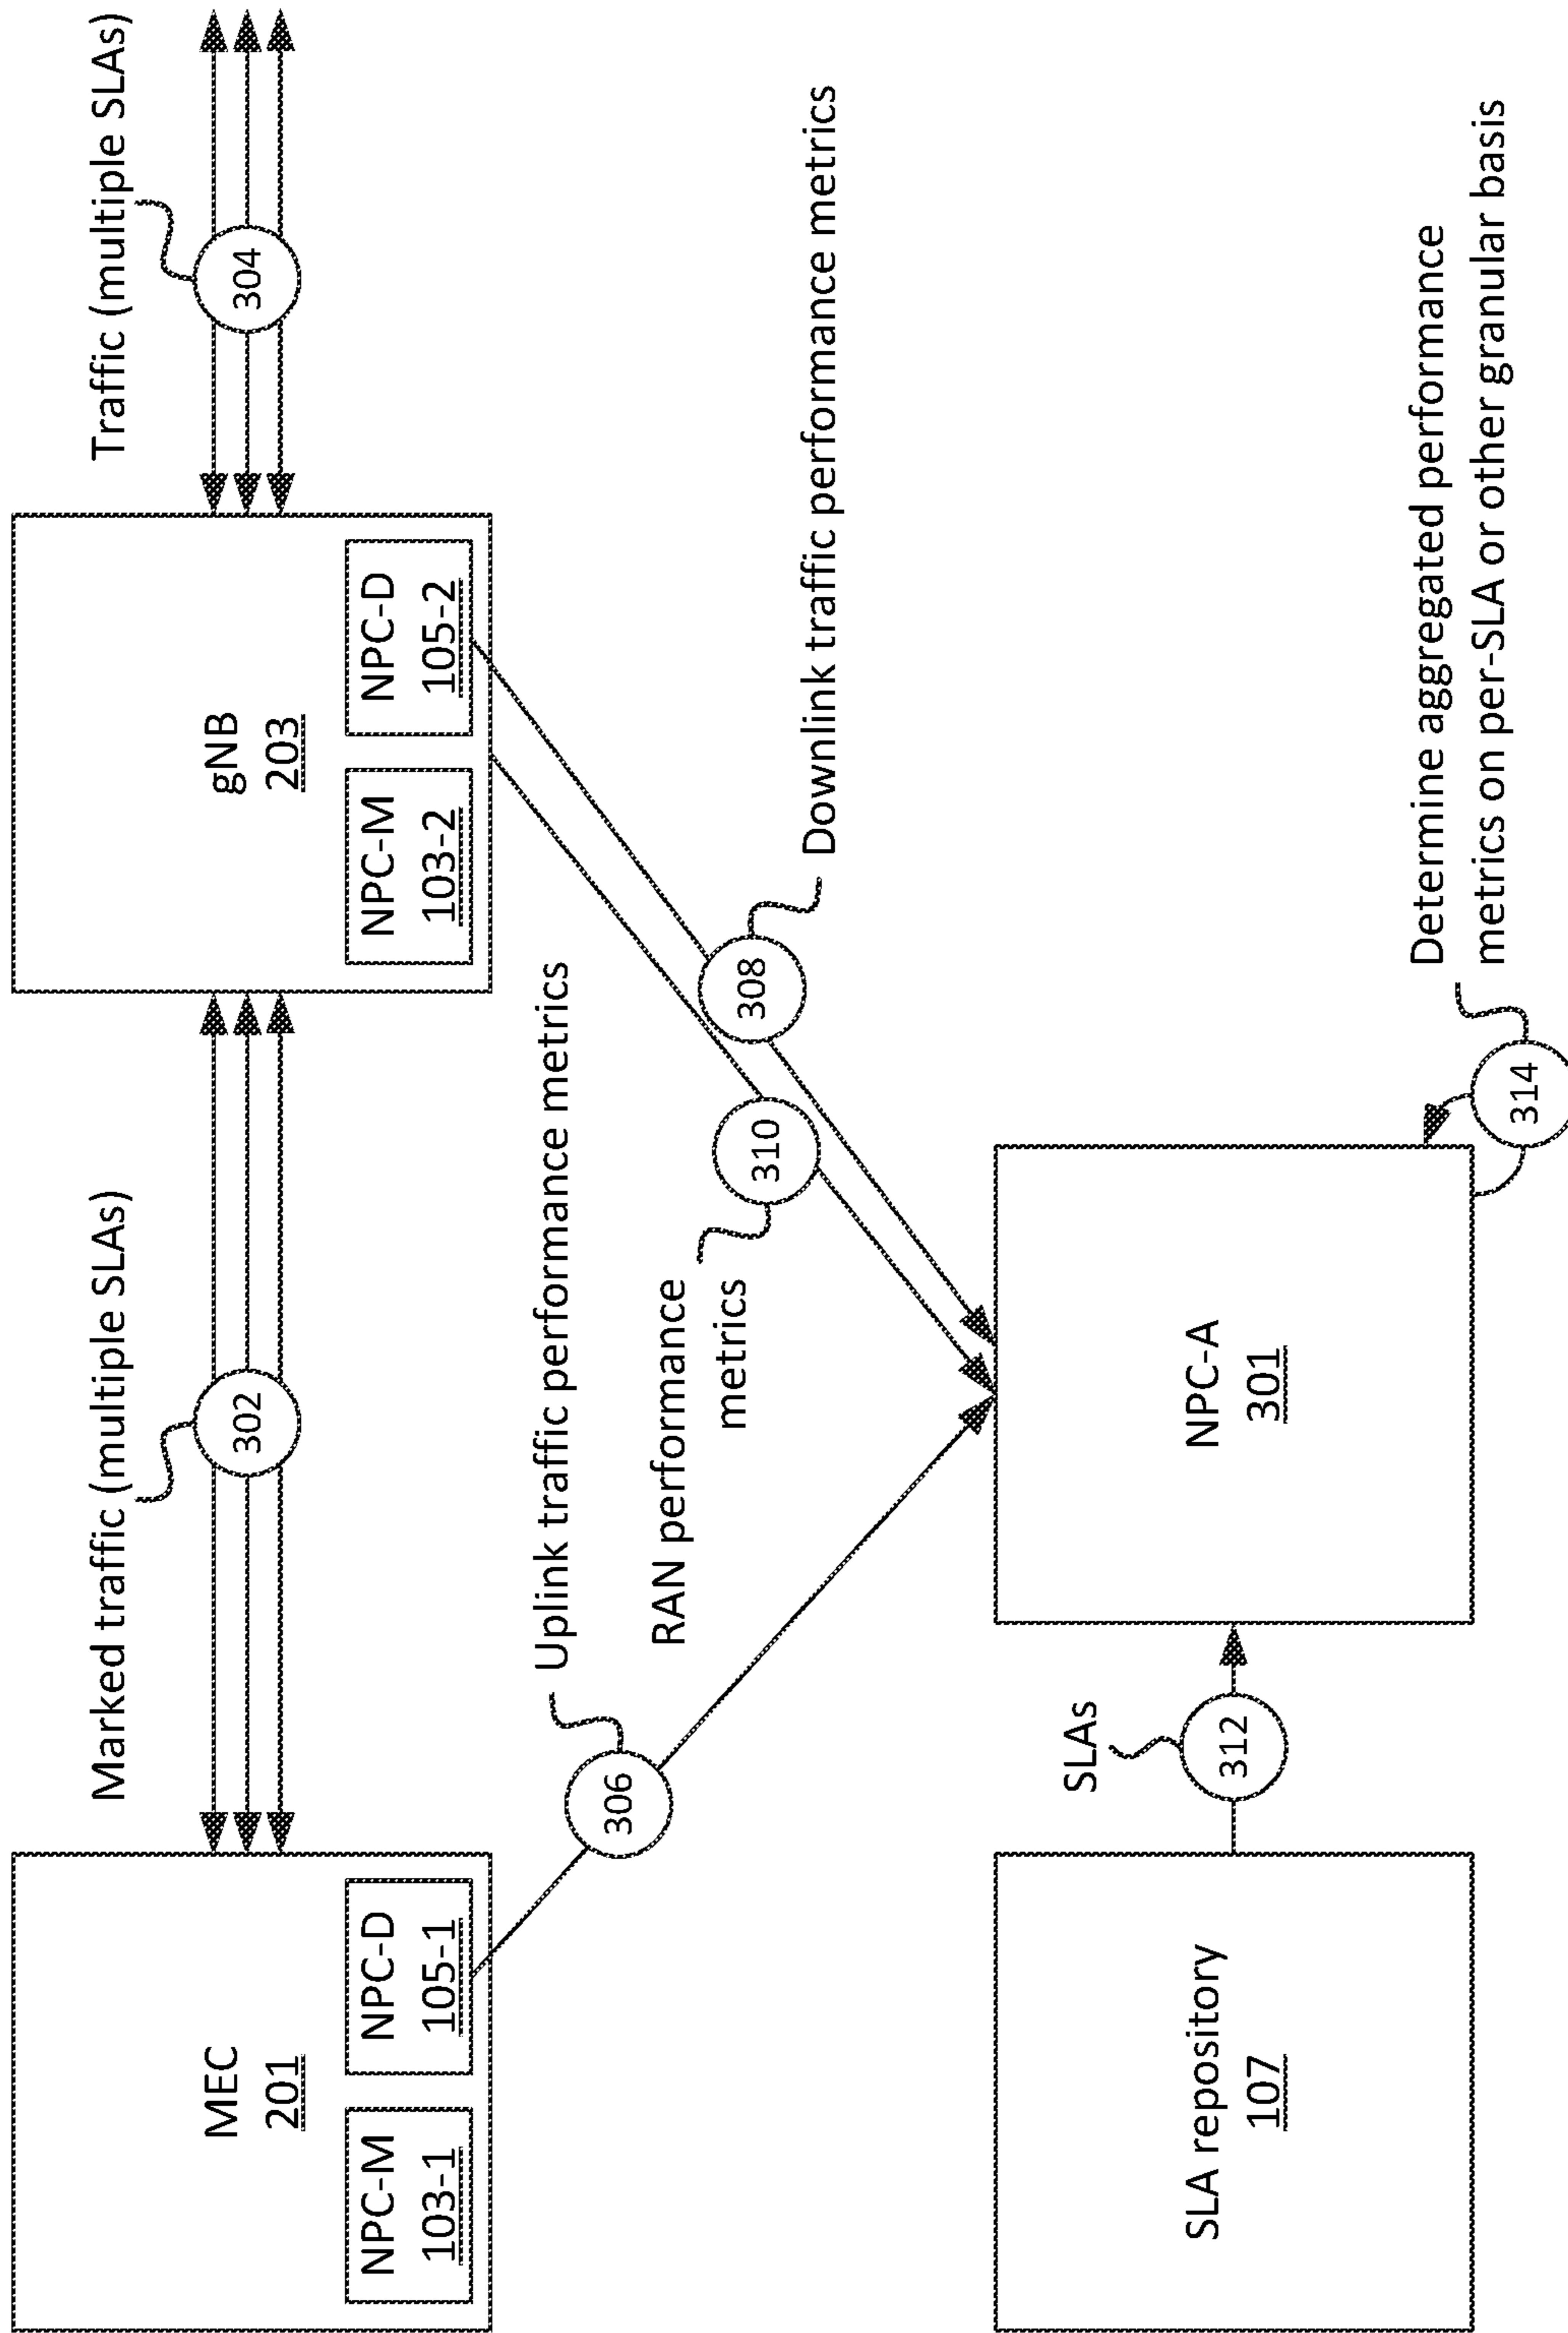 Marked traffic (multiple SLAs)
Traffic (multiple SLAs)
302
304
MEC
201
NPC-M
103-1
NPC-D
105-1
gNB
203
NPC-M
103-2
NPC-D
105-2
Uplink traffic performance metrics
306
RAN performance
metrics
310
308
Downlink traffic performance metrics
SLA repository
107
SLAs
312
NPC-A
301
314
Determine aggregated performance
metrics on per-SLA or other granular basis